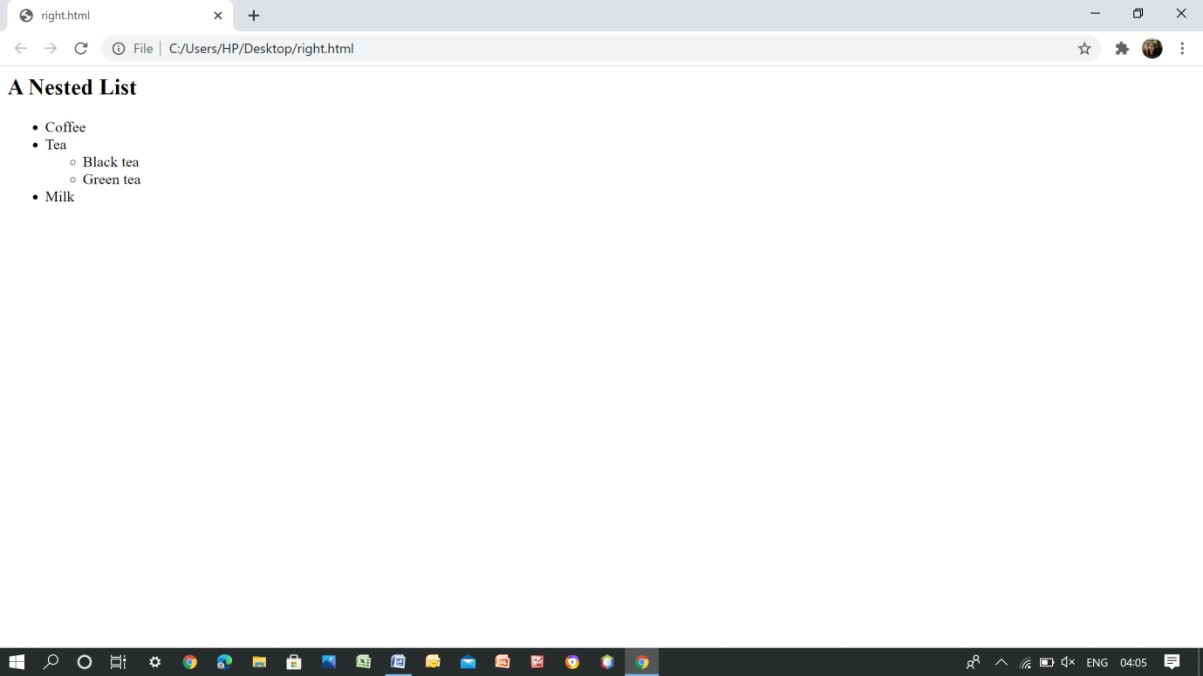 right.html
File C:/Users/HP/Desktop/right.html
A Nested List
Coffee
Tea
Black tea
Green tea
Milk
ENG 04:05